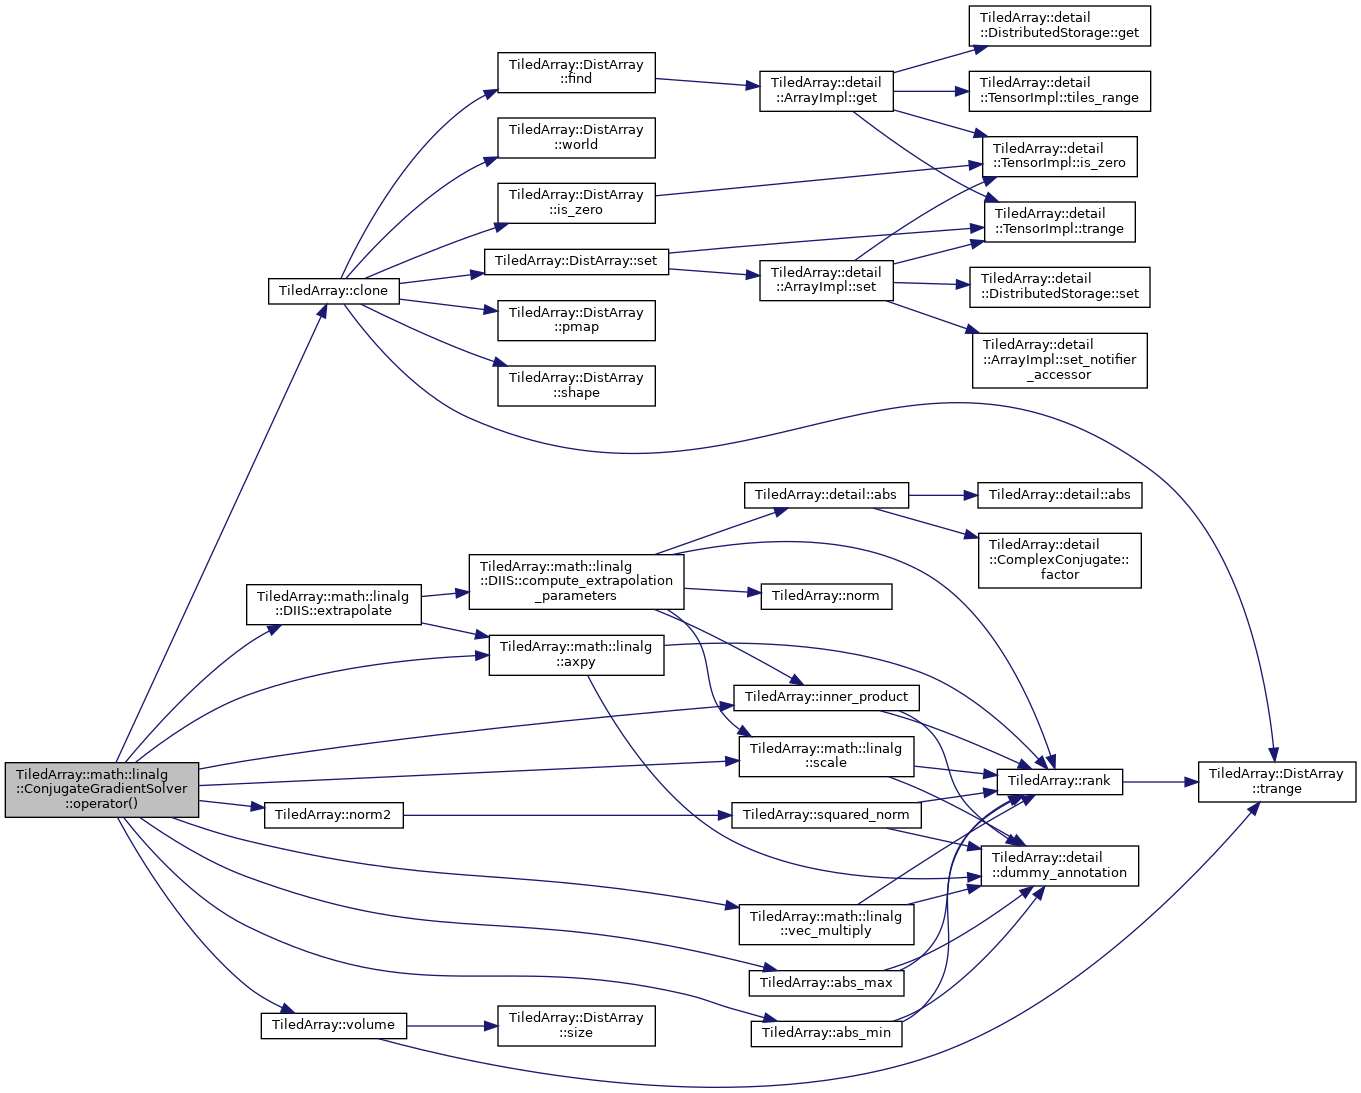 TiledArray::detail
::DistributedStorage::get
TiledArray::DistArray
::find
TiledArray::detail
::ArrayImpl::get
TiledArray::detail
::TensorImpl::tiles_range
TiledArray::DistArray
::world
TiledArray::detail
::TensorImpl::is_zero
TiledArray::DistArray
::is_zero
TiledArray::detail
::TensorImpl::trange
TiledArray::DistArray::set
TiledArray::detail
::ArrayImpl::set
TiledArray::detail
::DistributedStorage::set
TiledArray::clone
TiledArray::DistArray
::pmap
TiledArray::detail
::ArrayImpl::set_notifier
_accessor
TiledArray::DistArray
::shape
TiledArray::detail::abs
TiledArray::detail::abs
TiledArray::detail
::ComplexConjugate::
factor
TiledArray::math::linalg
::DIIS::compute_extrapolation
_parameters
TiledArray::norm
TiledArray::math::linalg
::DIIS::extrapolate
TiledArray::math::linalg
::axpy
TiledArray::inner_product
TiledArray::math::linalg
::scale
TiledArray::rank
TiledArray::DistArray
::trange
TiledArray::math::linalg
::ConjugateGradientSolver
::operator()
TiledArray::norm2
TiledArray::squared_norm
TiledArray::detail
::dummy_annotation
TiledArray::math::linalg
::vec_multiply
TiledArray::abs_max
TiledArray::volume
TiledArray::DistArray
::size
TiledArray::abs_min